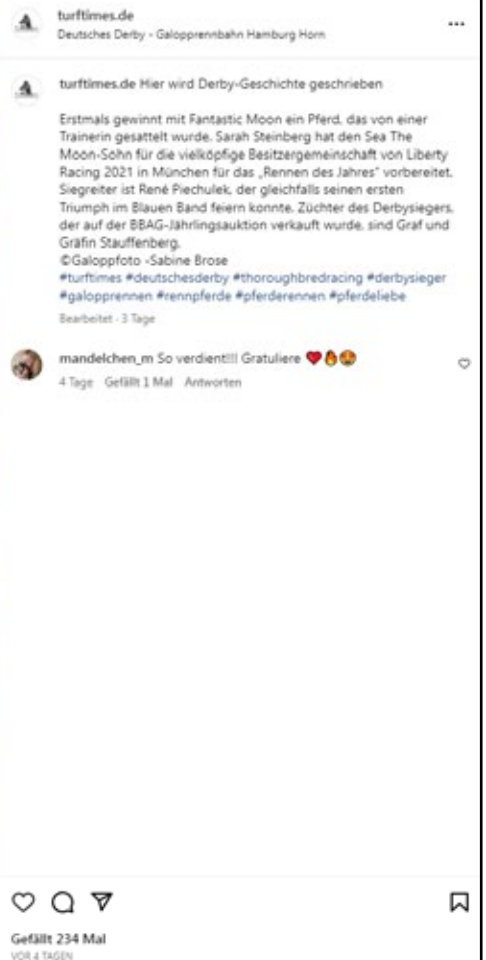 turftimes.de
Deutsches Derby - Galopprennbahn Hamburg Horn
turftimes.de Hier wird Derby-Geschichte geschrieben
Erstmals gewinnt mit Fantastic Moon ein Pferd, das von einer
Trainerin gesattelt wurde. Sarah Steinberg hat den Sea The
Moon-Sohn für die vielköpfige Besitzergemeinschaft von Liberty
Racing 2021 in München für das „Rennen des Jahres" vorbereitet.
Siegreiter ist René Piechulek, der gleichfalls seinen ersten
Triumph im Blauen Band feiern konnte. Züchter des Derbysiegers,
der auf der BBAG-Jährlingsauktion verkauft wurde, sind Graf und
Gräfin Stauffenberg.
©Galoppfoto -Sabine Brose
#turftimes #deutschesderby #thoroughbredracing #derbysieger
#galopprennen #rennpferde #pferderennen #pferdeliebe
Bearbeitet · 3 Tage
mandelchen_m So verdient!!! Gratuliere ❤️🔥😍
4 Tage Gefällt 1 Mal Antworten
Gefällt 234 Mal
VOR 4 TAGEN